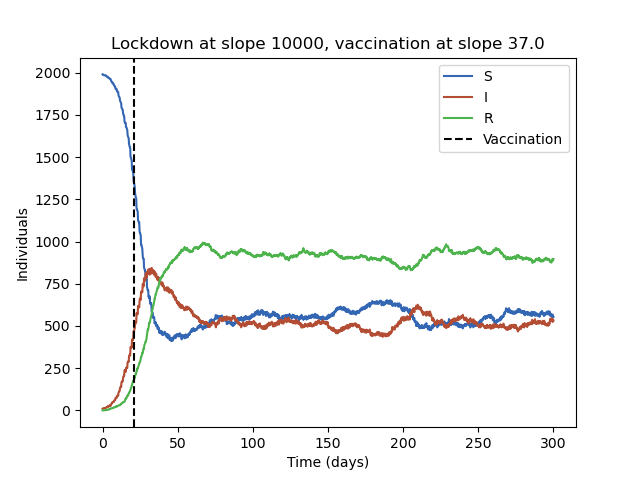 Lockdown at slope 10000, vaccination at slope 37.0
2000
1750
1500
1250
1000
750
500
250
0
Individuals
S
I
R
Vaccination
0 50 100 150 200 250 300
Time (days)